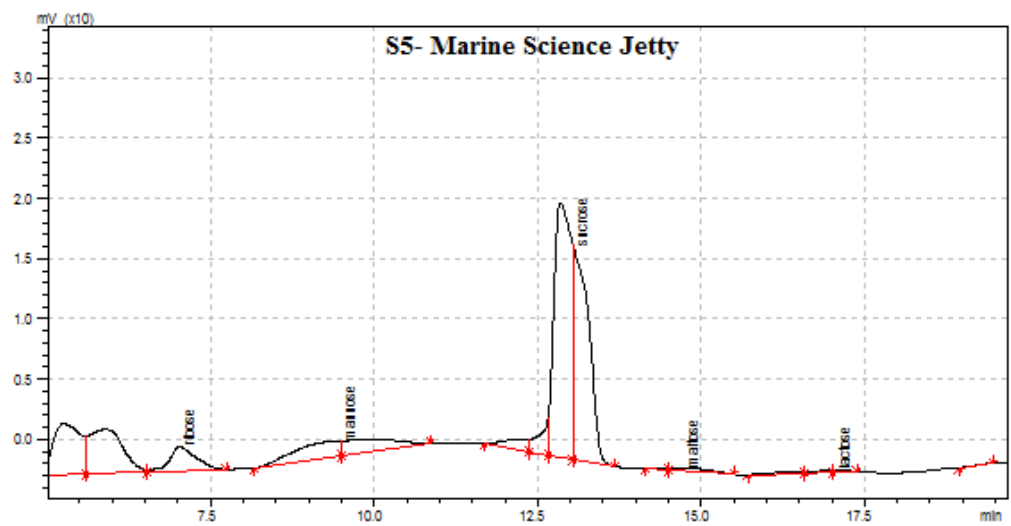 mV (x10)
S5- Marine Science Jetty
3.0
2.5
2.0
1.5
1.0
0.5
0.0
ribose
mannose
sucrose
maltose
lactose
7.5 10.0 12.5 15.0 17.5 min